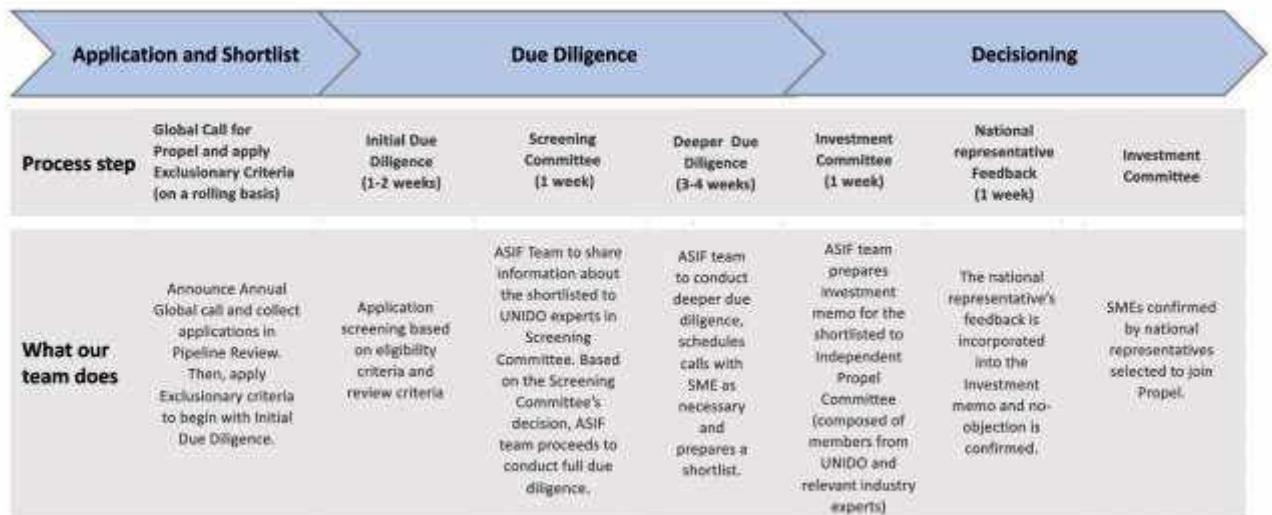 Application and Shortlist
Due Diligence
Decisioning
Process step
Global Call for
Propel and apply
Exclusionary Criteria
(on a rolling basis)
Initial Due
Diligence
(1-2 weeks)
Screening
Committee
(1 week)
Deeper Due
Diligence
(3-4 weeks)
Investment
Committee
(1 week)
National
representative
Feedback
(1 week)
Investment
Committee
What our
team does
Announce Annual
Global call and collect
applications in
Pipeline Review.
Then, apply
Exclusionary criteria
to begin with Initial
Due Diligence.
Application
screening based
on eligibility
criteria and
review criteria
ASIF Team to share
information about
the shortlisted to
UNIDO experts in
Screening
Committee. Based
on the Screening
Committee's
decision, ASIF
team proceeds to
conduct full due
diligence.
ASIF team
to conduct
deeper due
diligence,
schedules
calls with
SME as
necessary
and
prepares a
shortlist.
ASIF team
prepares
investment
memo for the
shortlisted to
Independent
Propel
Committee
(composed of
members from
UNIDO and
relevant industry
experts)
The national
representative's
feedback is
incorporated
into the
Investment
memo and no-
objection is
confirmed.
SMEs confirmed
by national
representatives
selected to join
Propel.